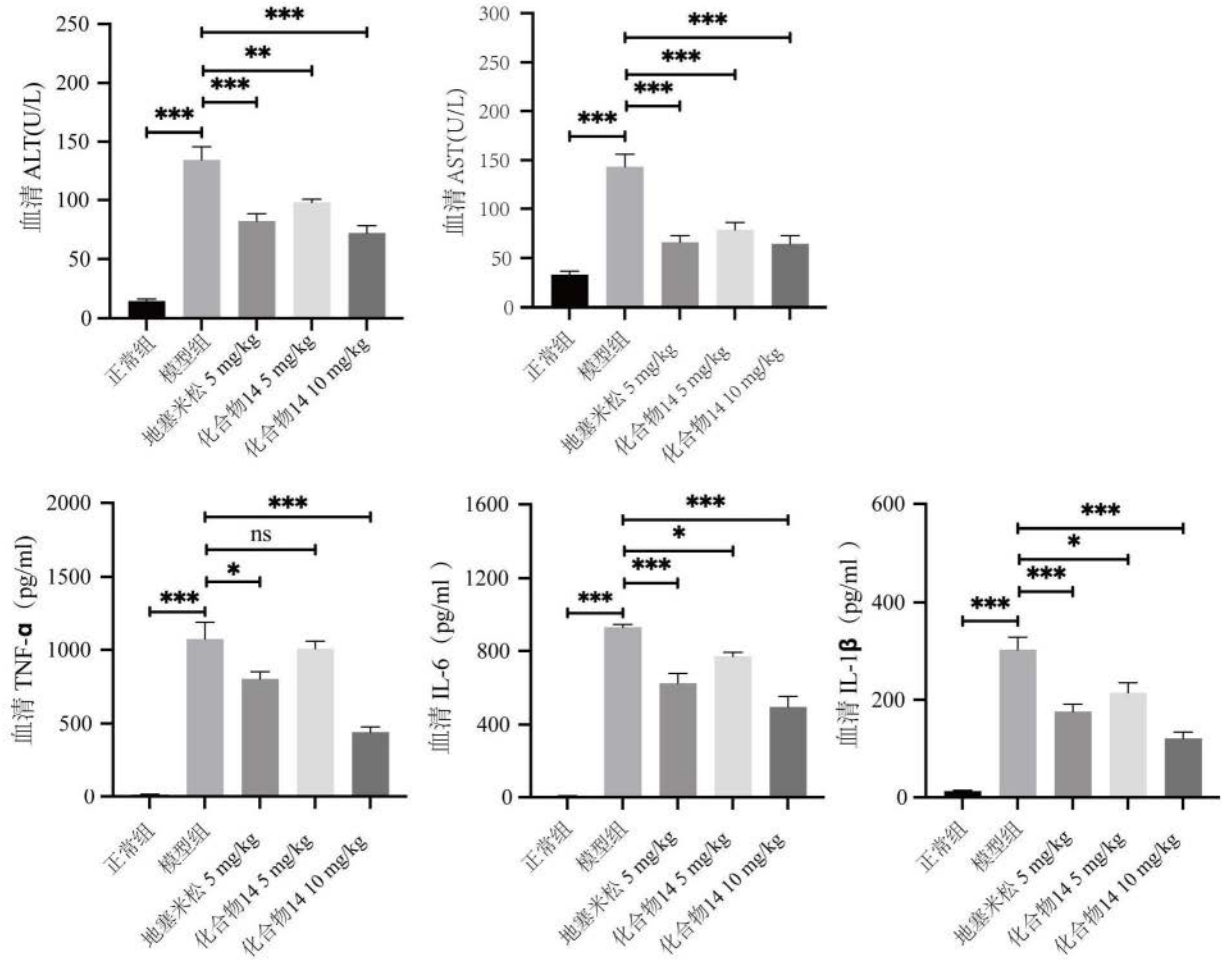 血清 ALT(U/L)
250
200
150
100
50
0
***
**
***
***
正常组
模型组
地塞米松 5 mg/kg
化合物14 5 mg/kg
化合物14 10 mg/kg
血清 AST(U/L)
300
250
200
150
100
50
0
***
***
***
***
正常组
模型组
地塞米松 5 mg/kg
化合物14 5 mg/kg
化合物14 10 mg/kg
血清 TNF-α（pg/ml)
2000
1500
1000
500
0
***
ns
*
***
正常组
模型组
地塞米松 5 mg/kg
化合物14 5 mg/kg
化合物14 10 mg/kg
血清 IL-6（pg/ml ）
1600
1200
800
400
0
***
*
***
***
正常组
模型组
地塞米松 5 mg/kg
化合物14 5 mg/kg
化合物14 10 mg/kg
血清 IL-1β（pg/ml ）
600
400
200
0
***
*
***
***
正常组
模型组
地塞米松 5 mg/kg
化合物14 5 mg/kg
化合物14 10 mg/kg